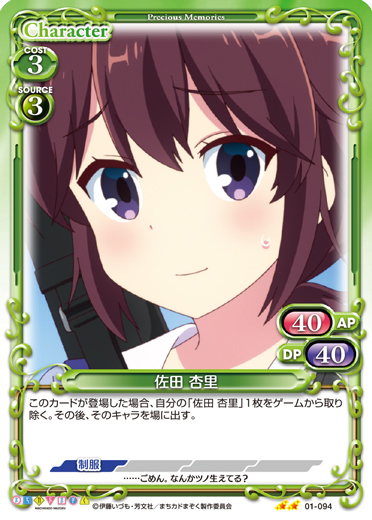 Precious Memories
Character
COST
3
SOURCE
3
40 AP
DP 40
佐田 杏里
このカードが登場した場合、自分の「佐田 杏里」1枚をゲームから取り
除く。その後、そのキャラを場に出す。
制服
……ごめん。なんかツノ生えてる？
©伊藤いづも・芳文社／まちカドまぞく製作委員会
01-094